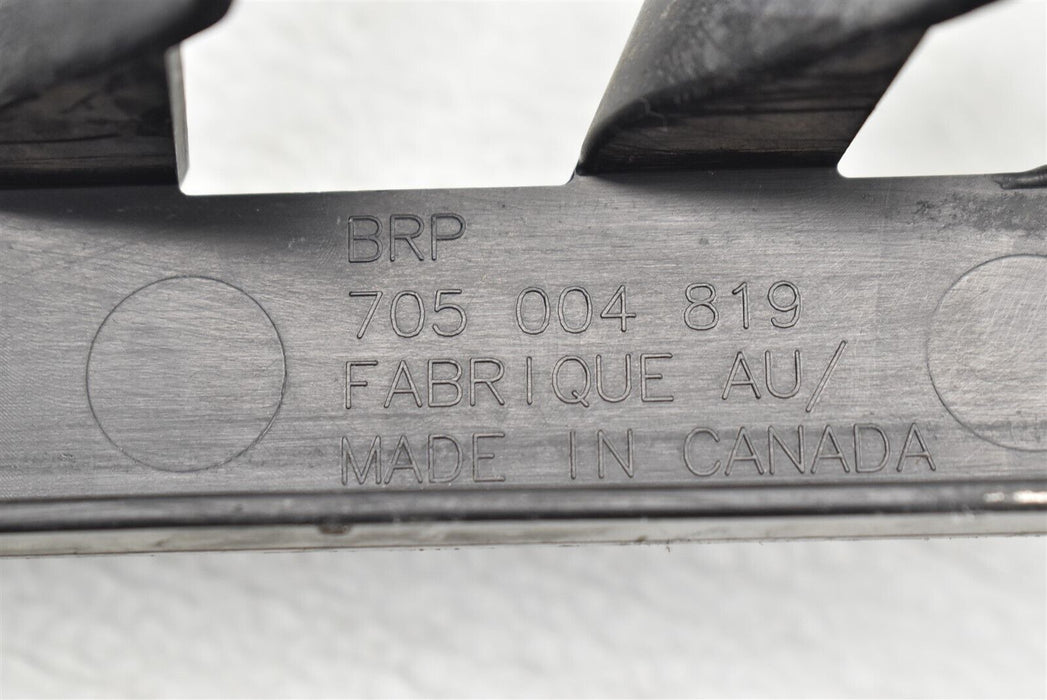 BRP
705 004 819
FABRIQUE AU/
MADE IN CANADA